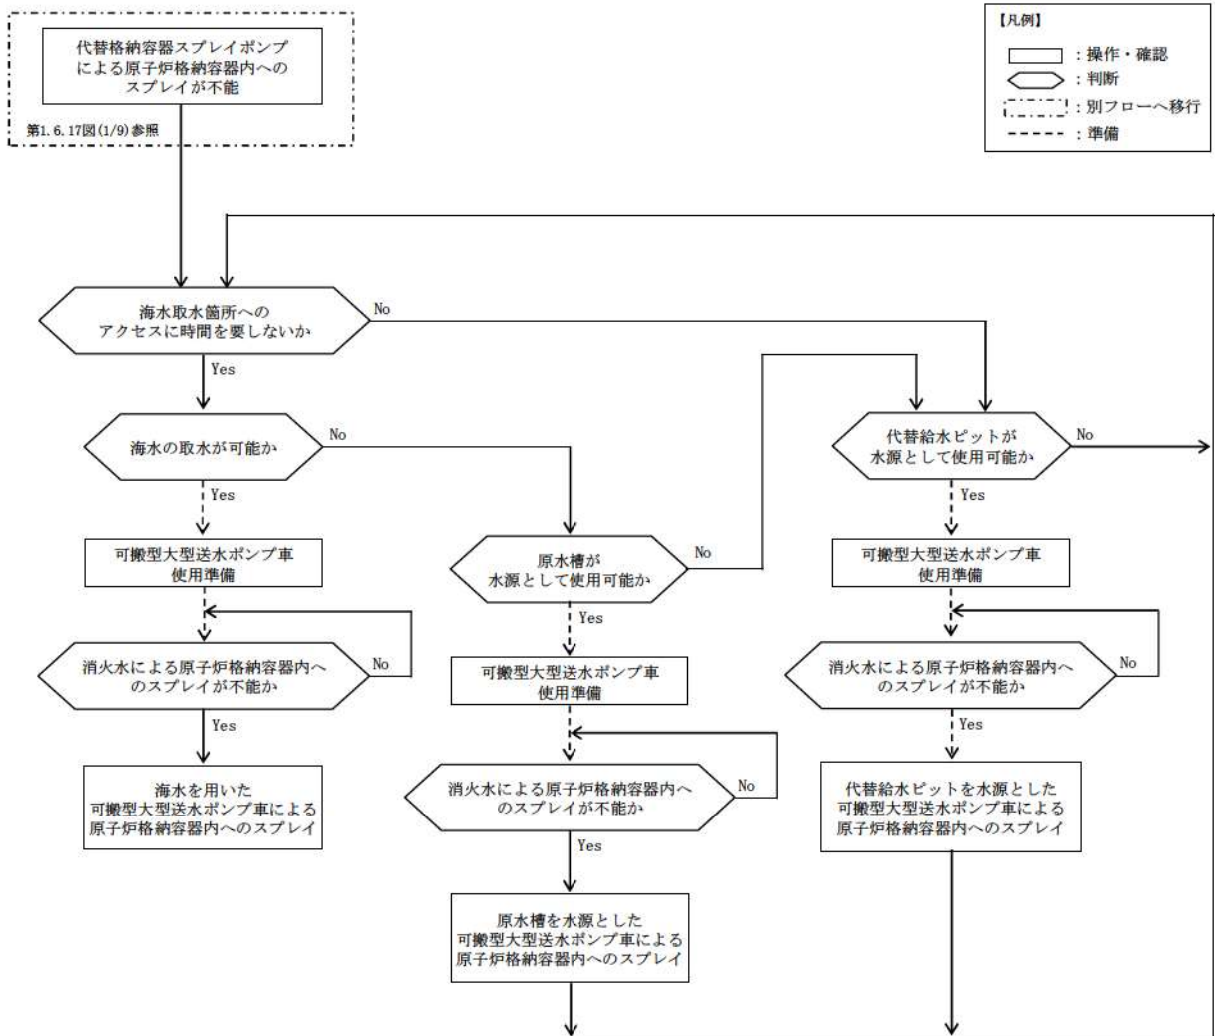 代替格納容器スプレイポンプ
による原子炉格納容器内への
スプレイが不能
第1.6.17図(1/9)参照
【凡例】
：操作・確認
：判断
：別フローへ移行
：準備
海水取水箇所への
アクセスに時間を要しないか
No
Yes
海水の取水が可能か
No
Yes
代替給水ピットが
水源として使用可能か
No
Yes
可搬型大型送水ポンプ車
使用準備
原水槽が
水源として使用可能か
No
Yes
可搬型大型送水ポンプ車
使用準備
消火水による原子炉格納容器内へ
のスプレイが不能か
No
Yes
可搬型大型送水ポンプ車
使用準備
消火水による原子炉格納容器内へ
のスプレイが不能か
No
Yes
海水を用いた
可搬型大型送水ポンプ車による
原子炉格納容器内へのスプレイ
消火水による原子炉格納容器内へ
のスプレイが不能か
No
Yes
代替給水ピットを水源とした
可搬型大型送水ポンプ車による
原子炉格納容器内へのスプレイ
原水槽を水源とした
可搬型大型送水ポンプ車による
原子炉格納容器内へのスプレイ